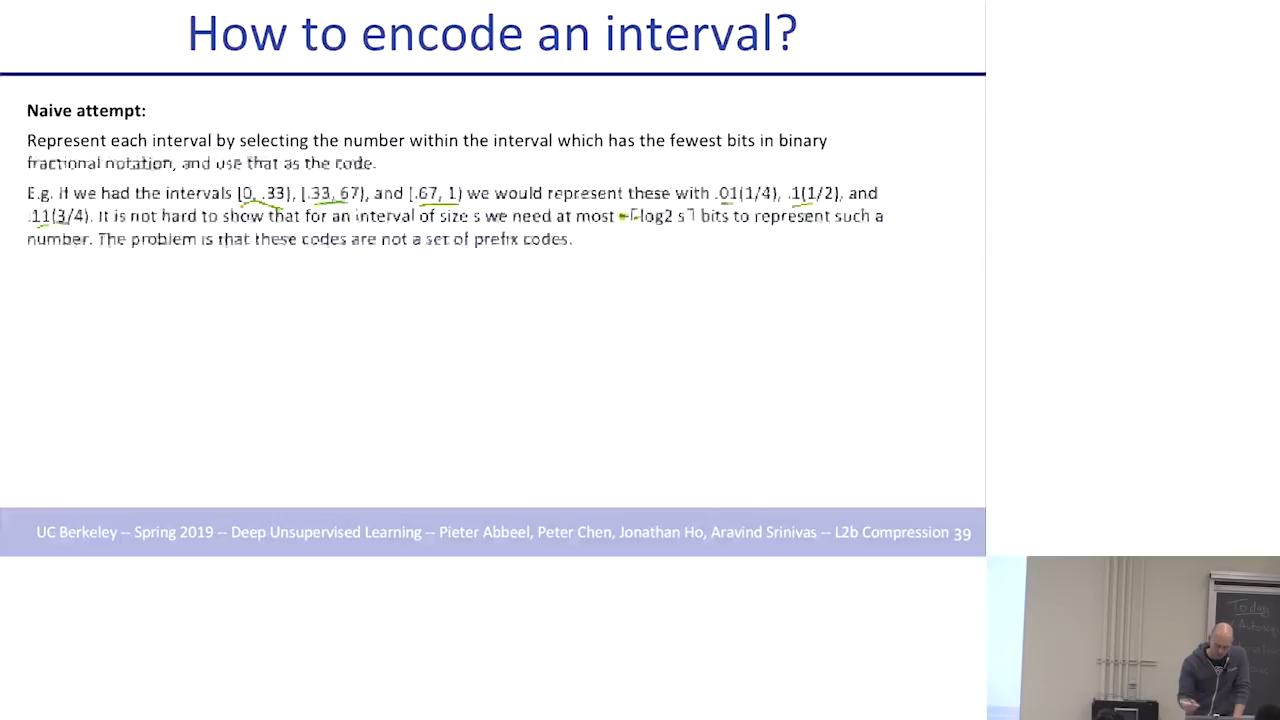 How to encode an interval?
Naive attempt:
Represent each interval by selecting the number within the interval which has the fewest bits in binary
fractional notation, and use that as the code.
E.g. If we had the intervals [0, .33), [.33, 67), and [.67, 1) we would represent these with .01(1/4), .1(1/2), and
.11(3/4). It is not hard to show that for an interval of size s we need at most -⌈log2 s⌉ bits to represent such a
number. The problem is that these codes are not a set of prefix codes.
UC Berkeley -- Spring 2019 -- Deep Unsupervised Learning -- Pieter Abbeel, Peter Chen, Jonathan Ho, Aravind Srinivas -- L2b Compression 39
Today